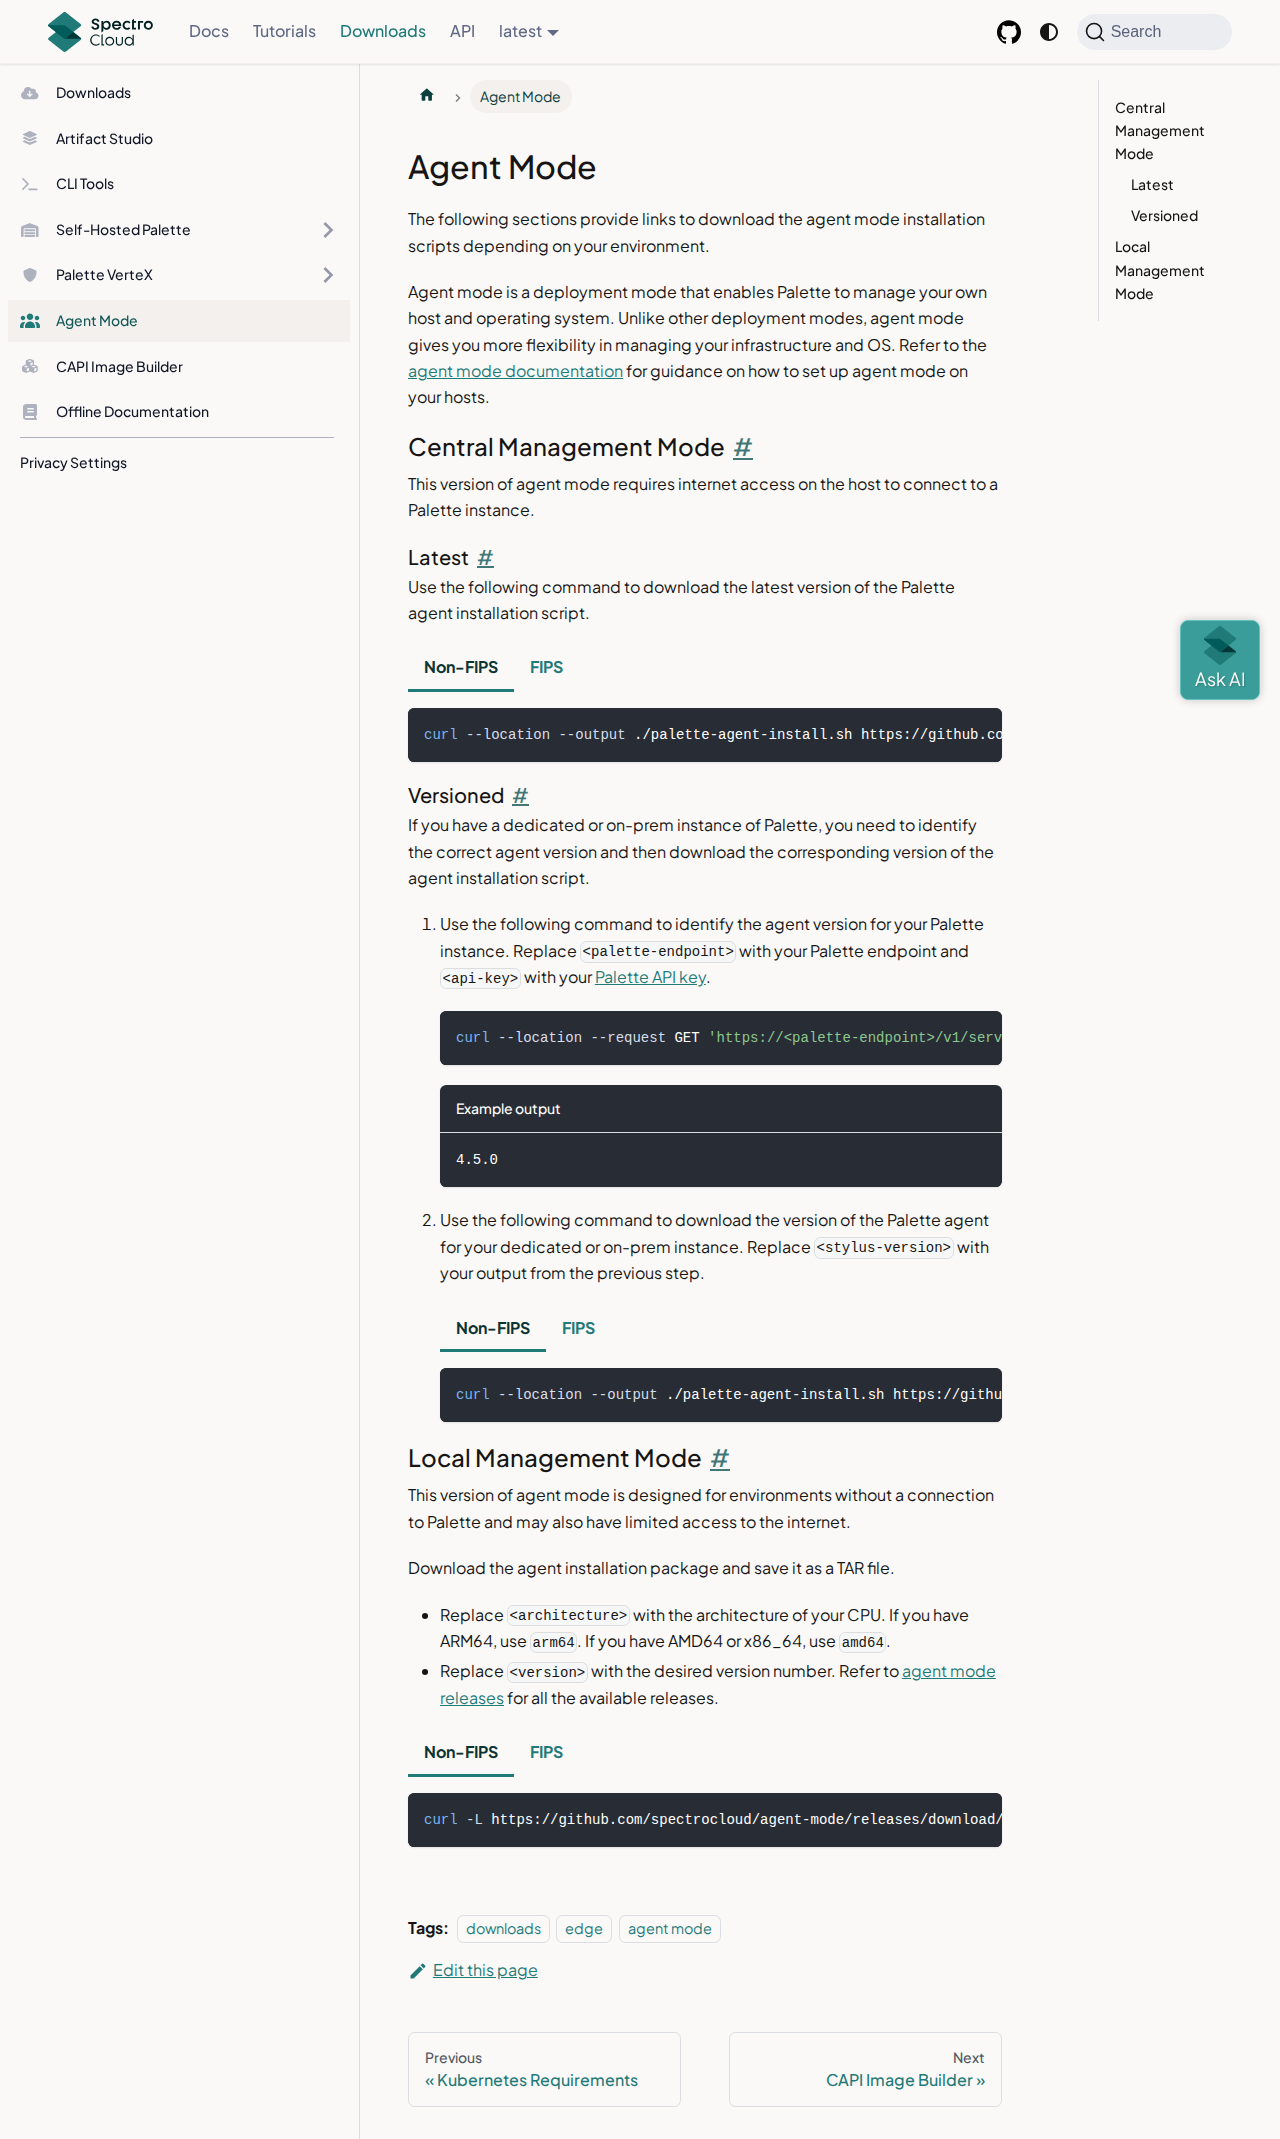 Spectro Cloud
Docs Tutorials Downloads API latest
Search
Downloads
Artifact Studio
CLI Tools
Self-Hosted Palette
Palette VerteX
Agent Mode
CAPI Image Builder
Offline Documentation
Privacy Settings
Agent Mode
Agent Mode
The following sections provide links to download the agent mode installation
scripts depending on your environment.
Agent mode is a deployment mode that enables Palette to manage your own
host and operating system. Unlike other deployment modes, agent mode
gives you more flexibility in managing your infrastructure and OS. Refer to the
agent mode documentation for guidance on how to set up agent mode on
your hosts.
Central Management Mode #
This version of agent mode requires internet access on the host to connect to a
Palette instance.
Latest #
Use the following command to download the latest version of the Palette
agent installation script.
Non-FIPS FIPS
curl --location --output ./palette-agent-install.sh https://github.co
Versioned #
If you have a dedicated or on-prem instance of Palette, you need to identify
the correct agent version and then download the corresponding version of the
agent installation script.
1. Use the following command to identify the agent version for your Palette
instance. Replace <palette-endpoint> with your Palette endpoint and
<api-key> with your Palette API key.
curl --location --request GET 'https://<palette-endpoint>/v1/serv
Example output
4.5.0
2. Use the following command to download the version of the Palette agent
for your dedicated or on-prem instance. Replace <stylus-version> with
your output from the previous step.
Non-FIPS FIPS
curl --location --output ./palette-agent-install.sh https://githu
Local Management Mode #
This version of agent mode is designed for environments without a connection
to Palette and may also have limited access to the internet.
Download the agent installation package and save it as a TAR file.
Replace <architecture> with the architecture of your CPU. If you have
ARM64, use arm64. If you have AMD64 or x86_64, use amd64.
Replace <version> with the desired version number. Refer to agent mode
releases for all the available releases.
Non-FIPS FIPS
curl -L https://github.com/spectrocloud/agent-mode/releases/download/
Tags: downloads edge agent mode
Edit this page
Previous
« Kubernetes Requirements
Next
CAPI Image Builder »
Central
Management
Mode
Latest
Versioned
Local
Management
Mode
Ask AI